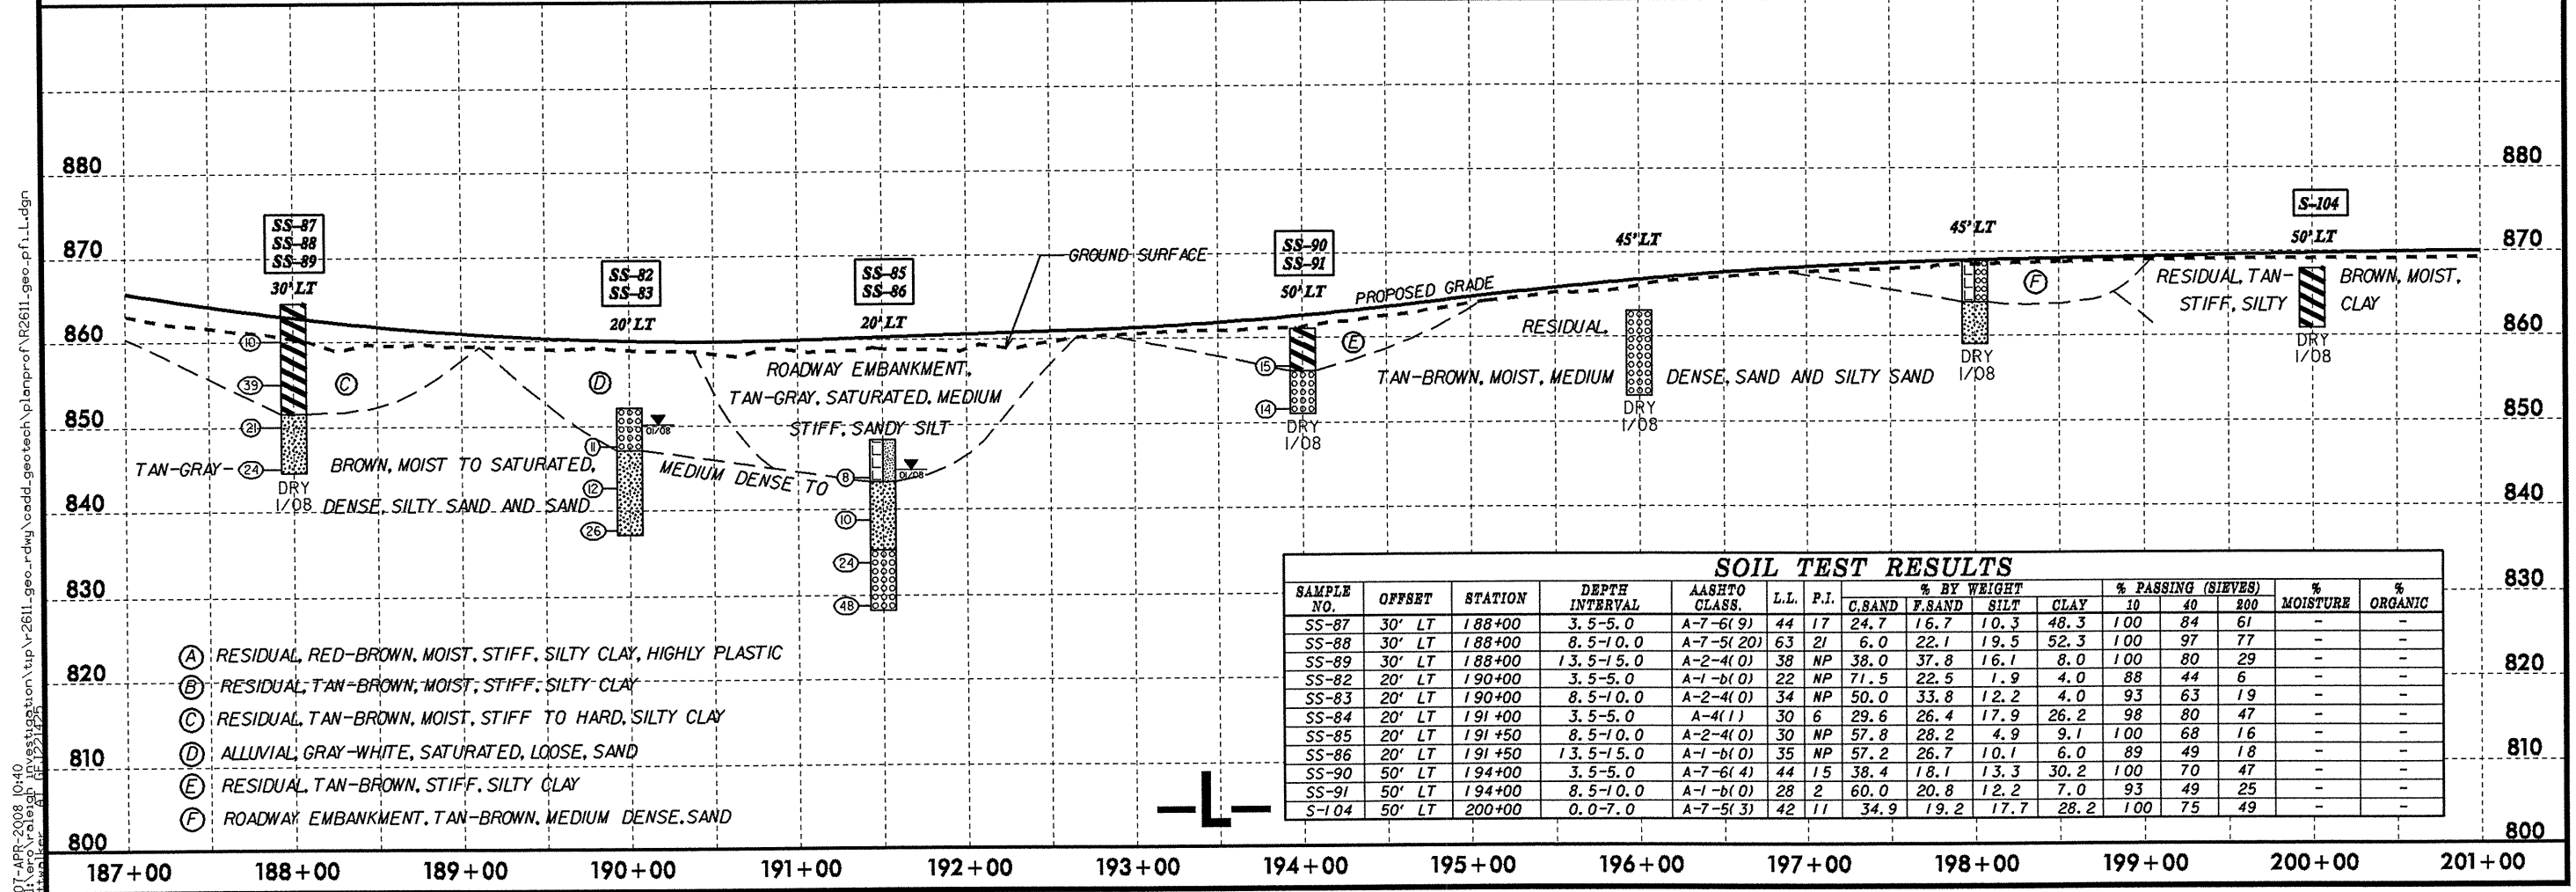 880 880
870 870
860 860
850 850
840 840
830 830
820 820
810 810
800 800
SS-87
SS-88
SS-89
30' LT
10
39
21
TAN-GRAY 24
DRY
1/08
C
SS-82
SS-83
20' LT
D
01/08
11
12
26
SS-85
SS-86
20' LT
01/08
8
10
24
48
GROUND SURFACE
ROADWAY EMBANKMENT,
TAN-GRAY, SATURATED, MEDIUM
STIFF, SANDY SILT
BROWN, MOIST TO SATURATED, MEDIUM DENSE TO
DENSE, SILTY SAND AND SAND
SS-90
SS-91
50' LT
15
14
DRY
1/08
E
PROPOSED GRADE
45' LT
RESIDUAL,
TAN-BROWN, MOIST, MEDIUM DENSE, SAND AND SILTY SAND
DRY
1/08
45' LT
DRY
1/08
F
S-104
50' LT
RESIDUAL, TAN- BROWN, MOIST,
STIFF, SILTY CLAY
DRY
1/08
A RESIDUAL, RED-BROWN, MOIST, STIFF, SILTY CLAY, HIGHLY PLASTIC
B RESIDUAL, TAN-BROWN, MOIST, STIFF, SILTY CLAY
C RESIDUAL, TAN-BROWN, MOIST, STIFF TO HARD, SILTY CLAY
D ALLUVIAL, GRAY-WHITE, SATURATED, LOOSE, SAND
E RESIDUAL, TAN-BROWN, STIFF, SILTY CLAY
F ROADWAY EMBANKMENT, TAN-BROWN, MEDIUM DENSE, SAND
-L-
SOIL TEST RESULTS
SAMPLE NO. OFFSET STATION DEPTH INTERVAL AASHTO CLASS. L.L. P.I. % BY WEIGHT % PASSING (SIEVES) % MOISTURE % ORGANIC
C.SAND F.SAND SILT CLAY 10 40 200
SS-87 30' LT 188+00 3.5-5.0 A-7-6(9) 44 17 24.7 16.7 10.3 48.3 100 84 61 - -
SS-88 30' LT 188+00 8.5-10.0 A-7-5(20) 63 21 6.0 22.1 19.5 52.3 100 97 77 - -
SS-89 30' LT 188+00 13.5-15.0 A-2-4(0) 38 NP 38.0 37.8 16.1 8.0 100 80 29 - -
SS-82 20' LT 190+00 3.5-5.0 A-1-b(0) 22 NP 71.5 22.5 1.9 4.0 88 44 6 - -
SS-83 20' LT 190+00 8.5-10.0 A-2-4(0) 34 NP 50.0 33.8 12.2 4.0 93 63 19 - -
SS-84 20' LT 191+00 3.5-5.0 A-4(1) 30 6 29.6 26.4 17.9 26.2 98 80 47 - -
SS-85 20' LT 191+50 8.5-10.0 A-2-4(0) 30 NP 57.8 28.2 4.9 9.1 100 68 16 - -
SS-86 20' LT 191+50 13.5-15.0 A-1-b(0) 35 NP 57.2 26.7 10.1 6.0 89 49 18 - -
SS-90 50' LT 194+00 3.5-5.0 A-7-6(4) 44 15 38.4 18.1 13.3 30.2 100 70 47 - -
SS-91 50' LT 194+00 8.5-10.0 A-1-b(0) 28 2 60.0 20.8 12.2 7.0 93 49 25 - -
S-104 50' LT 200+00 0.0-7.0 A-7-5(3) 42 11 34.9 19.2 17.7 28.2 100 75 49 - -
187+00 188+00 189+00 190+00 191+00 192+00 193+00 194+00 195+00 196+00 197+00 198+00 199+00 200+00 201+00
07-APR-2008 10:40